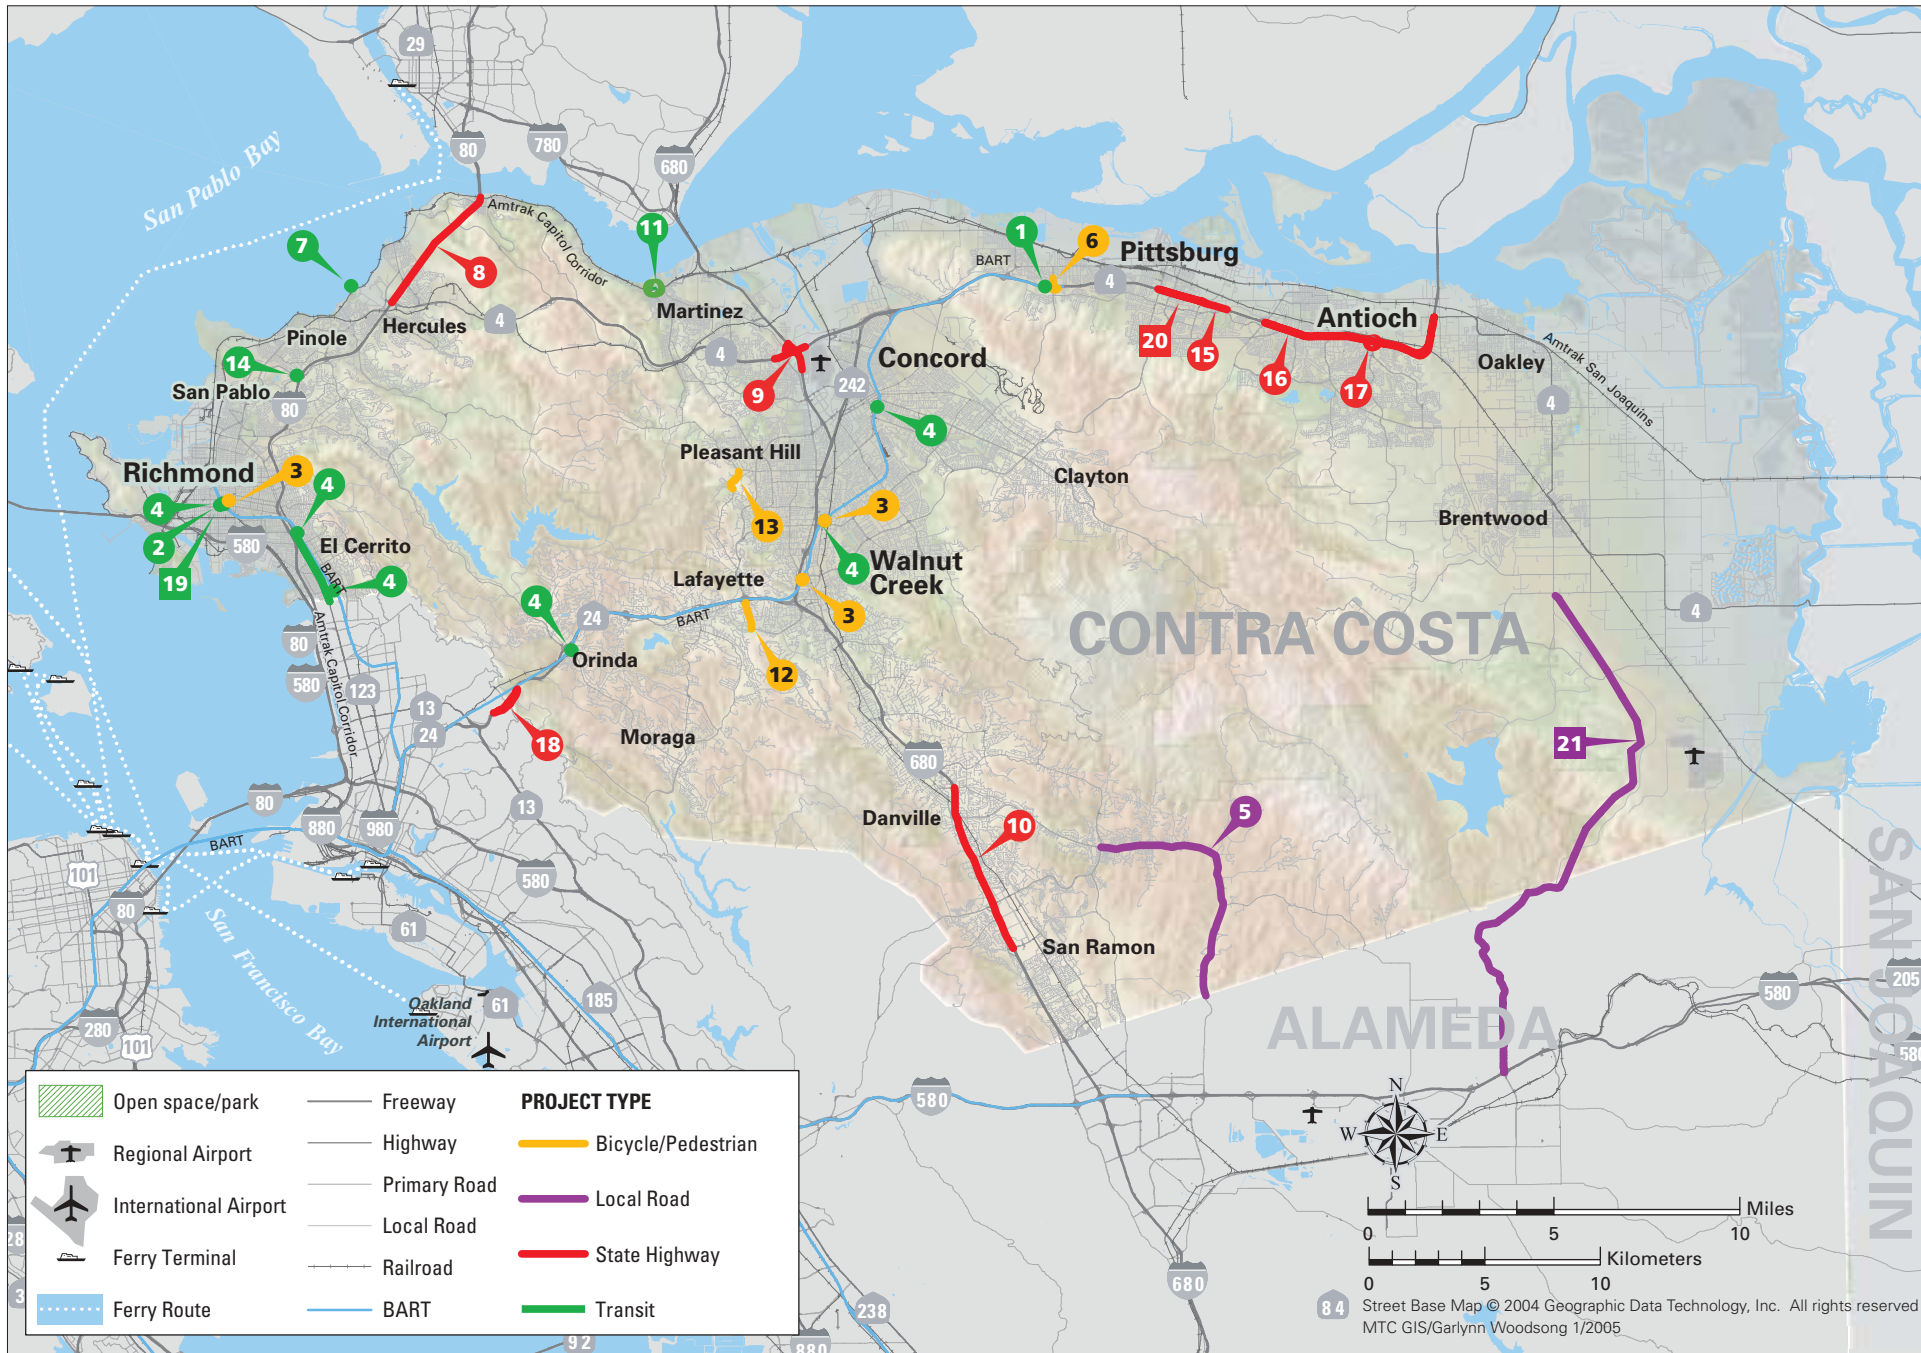 29
80
780
680
San Pablo Bay
Amtrak Capitol Corridor
7
8
11
1
6
Pittsburg
BART
4
Martinez
Hercules
4
Pinole
4
9
Concord
242
20
15
16
Antioch
17
Oakley
Amtrak San Joaquins
4
14
San Pablo
80
4
Pleasant Hill
Clayton
Richmond
3
4
4
2
19
580
El Cerrito
BART
4
13
3
4
Walnut
Creek
Brentwood
Lafayette
3
4
24
BART
12
Orinda
CONTRA COSTA
4
80
580
Amtrak Capitol Corridor
123
13
24
18
Moraga
680
21
Danville
10
5
80
880
980
13
BART
580
101
80
San Francisco Bay
61
San Ramon
SAN JOAQUIN
Oakland
International
Airport
61
185
280
101
ALAMEDA
580
205
580
580
Open space/park
Regional Airport
International Airport
Ferry Terminal
Ferry Route
Freeway
Highway
Primary Road
Local Road
Railroad
BART
PROJECT TYPE
Bicycle/Pedestrian
Local Road
State Highway
Transit
N
W
E
S
Miles
0
5
10
Kilometers
0
5
10
680
238
92
880
84
Street Base Map © 2004 Geographic Data Technology, Inc. All rights reserved
MTC GIS/Garlynn Woodsong 1/2005